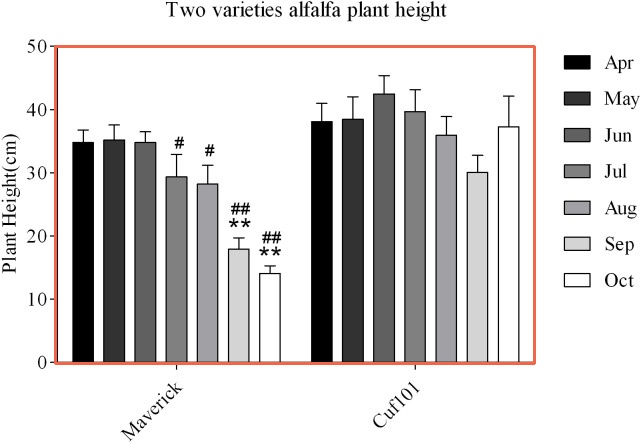 Two varieties alfalfa plant height
Plant Height(cm)
50
40
30
20
10
0
#
#
##
**
##
**
Maverick
Cuf101
Apr
May
Jun
Jul
Aug
Sep
Oct